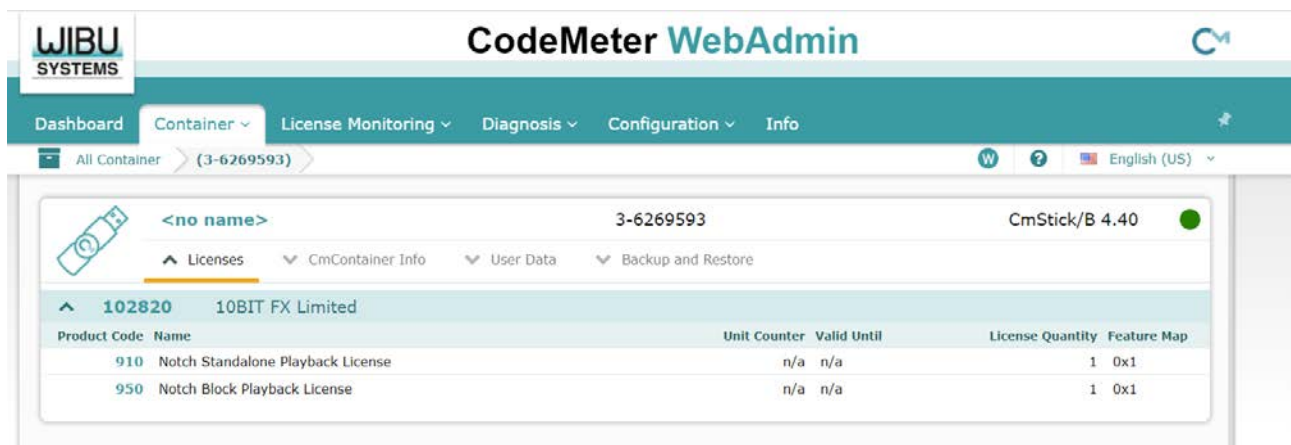 WIBU
SYSTEMS
CodeMeter WebAdmin
CM
Dashboard Container License Monitoring Diagnosis Configuration Info
All Container (3-6269593) W ? English (US)
<no name> 3-6269593 CmStick/B 4.40
Licenses CmContainer Info User Data Backup and Restore
102820 10BIT FX Limited
Product Code Name Unit Counter Valid Until License Quantity Feature Map
910 Notch Standalone Playback License n/a n/a 1 0x1
950 Notch Block Playback License n/a n/a 1 0x1